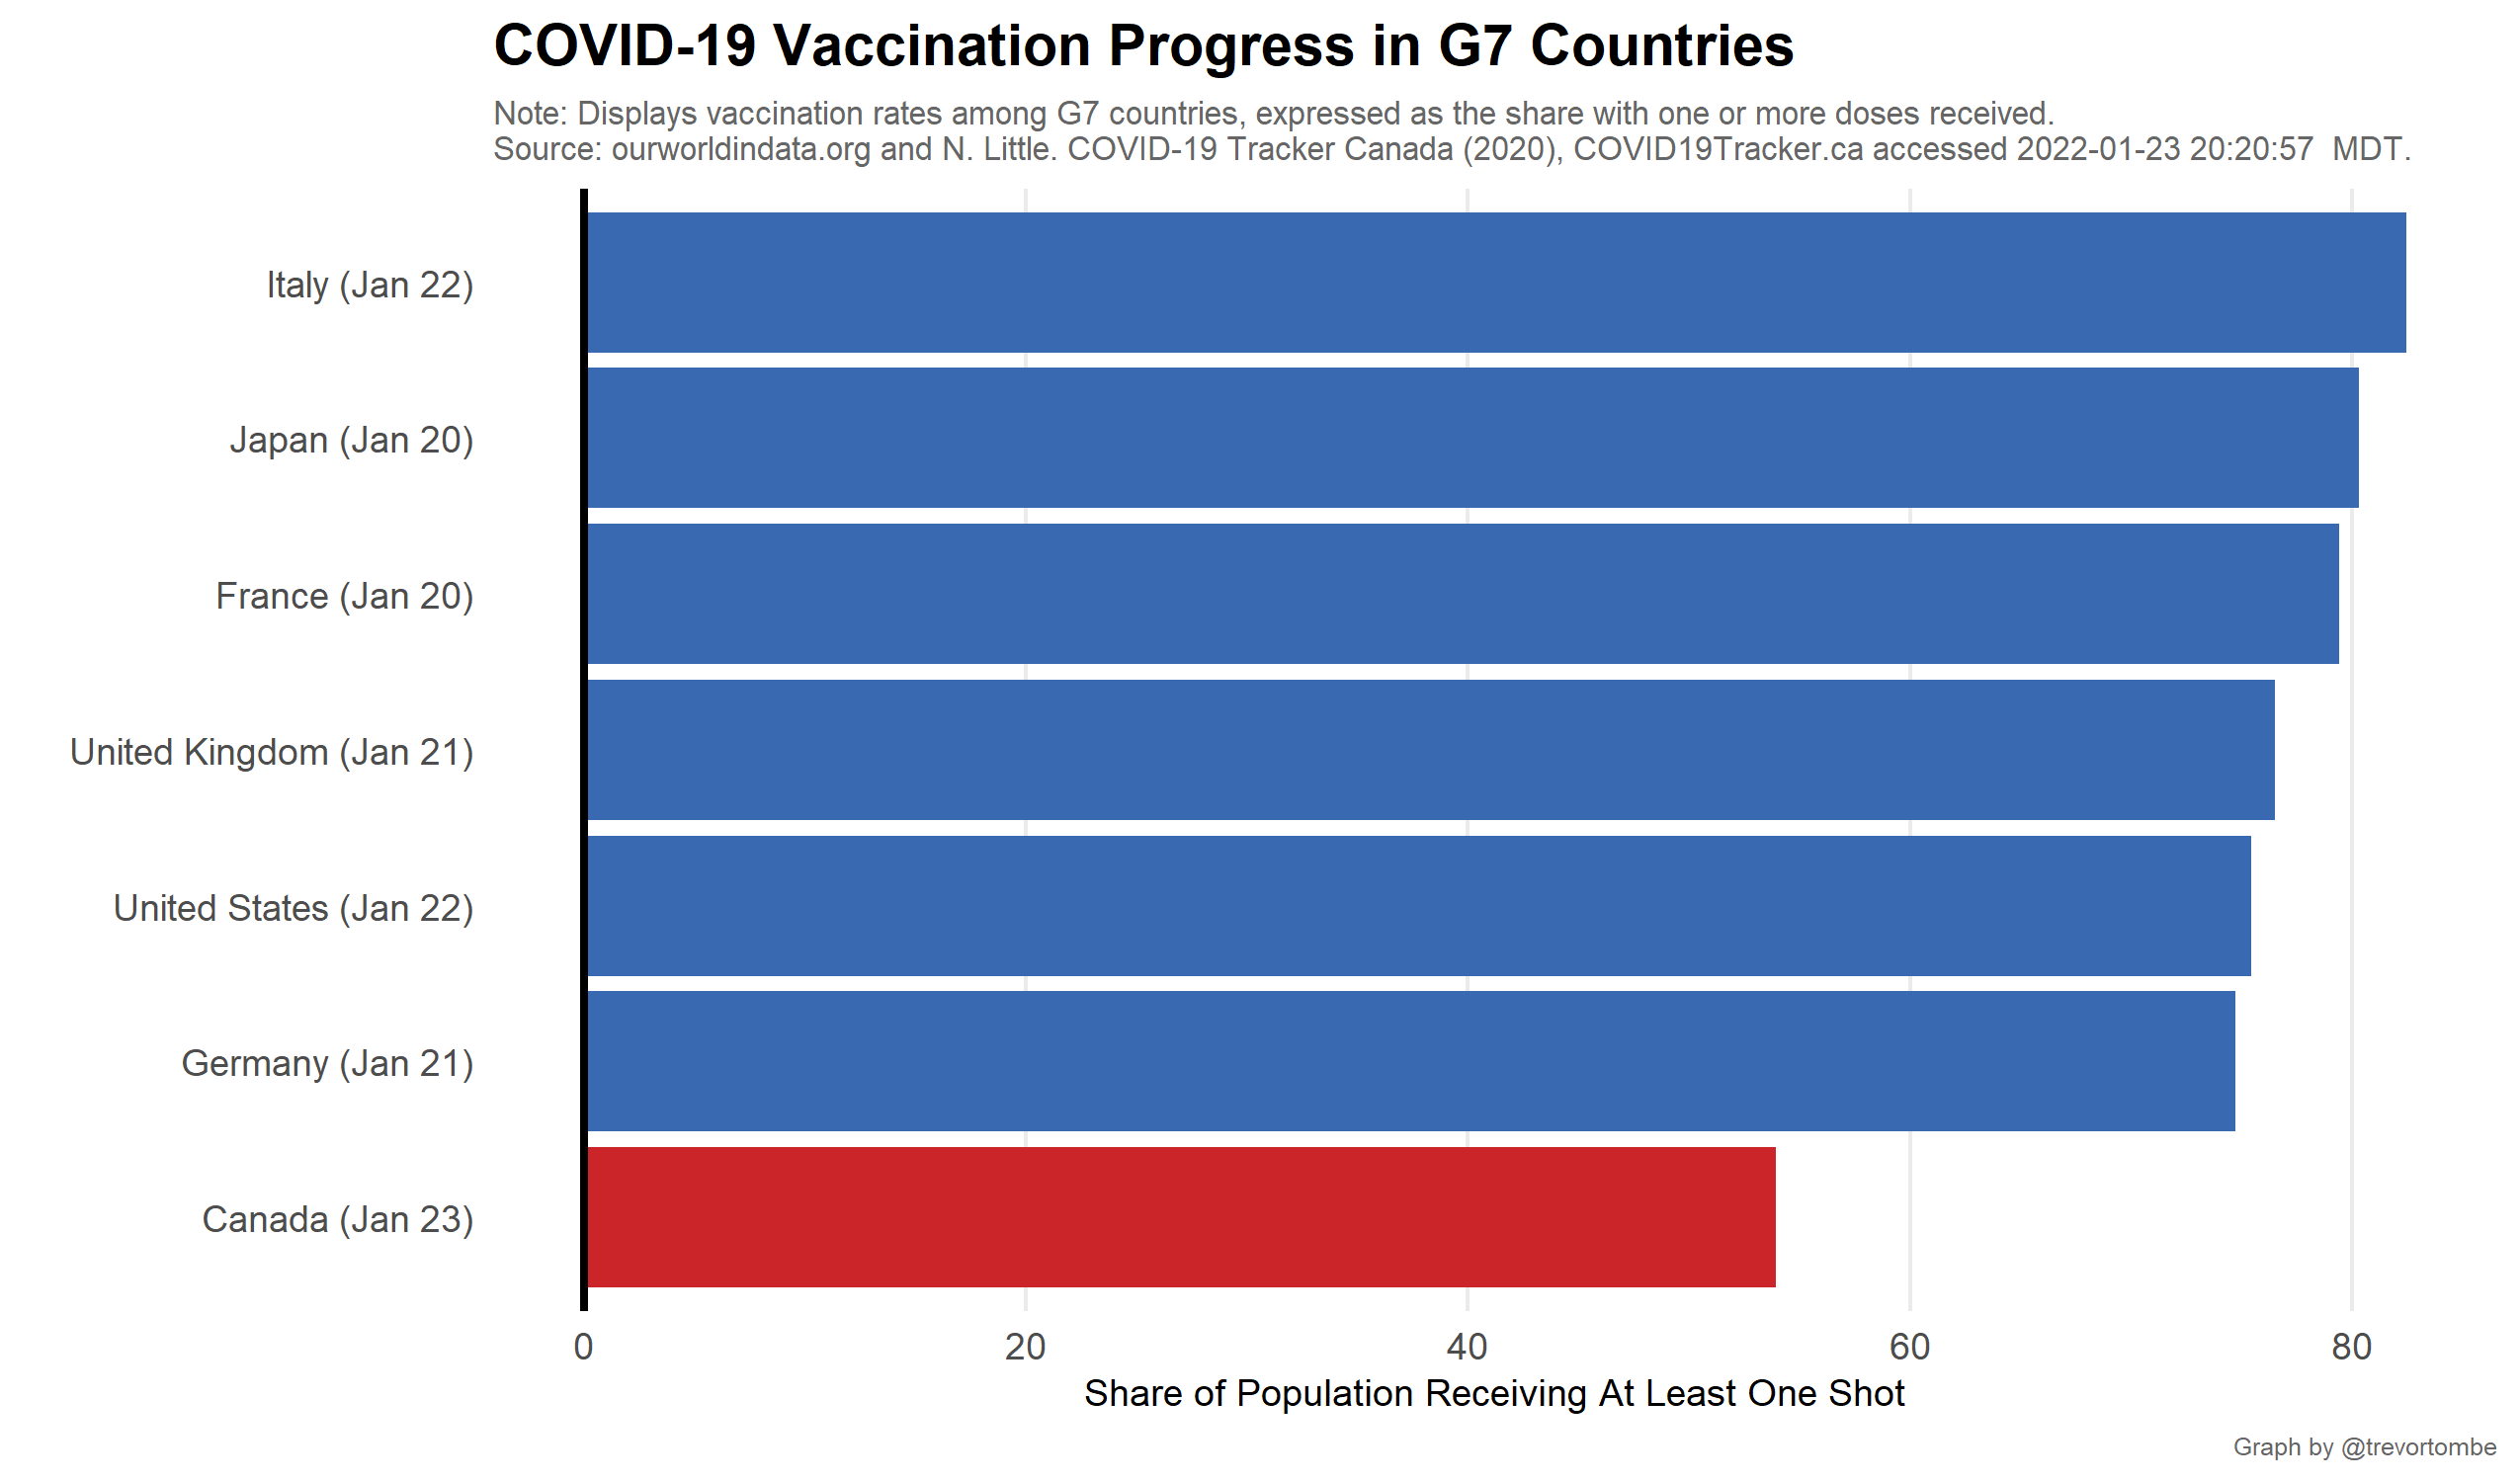 COVID-19 Vaccination Progress in G7 Countries
Note: Displays vaccination rates among G7 countries, expressed as the share with one or more doses received.
Source: ourworldindata.org and N. Little. COVID-19 Tracker Canada (2020), COVID19Tracker.ca accessed 2022-01-23 20:20:57  MDT.
Italy (Jan 22)
Japan (Jan 20)
France (Jan 20)
United Kingdom (Jan 21)
United States (Jan 22)
Germany (Jan 21)
Canada (Jan 23)
0 20 40 60 80
Share of Population Receiving At Least One Shot
Graph by @trevortombe